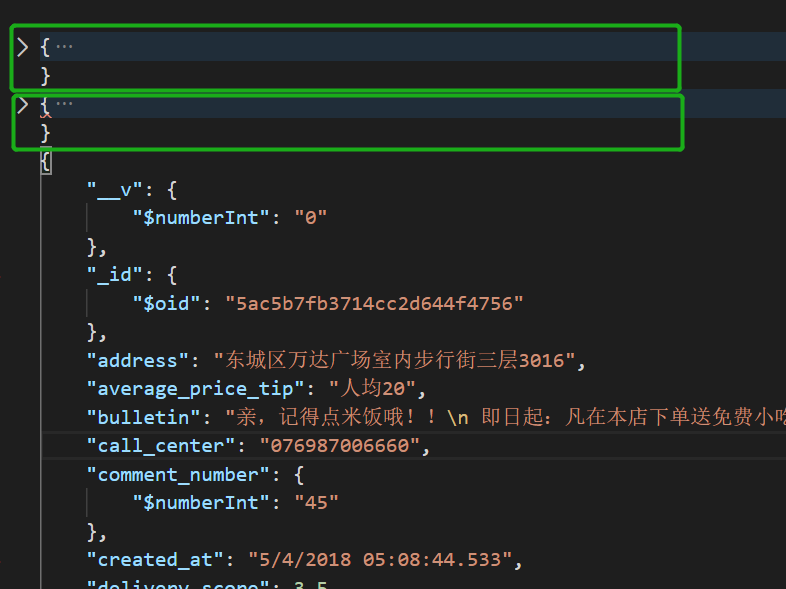 { ···
}
{ ···
}
{
"__v": {
"$numberInt": "0"
},
"_id": {
"$oid": "5ac5b7fb3714cc2d644f4756"
},
"address": "东城区万达广场室内步行街三层3016",
"average_price_tip": "人均20",
"bulletin": "亲，记得点米饭哦！！\n 即日起：凡在本店下单送免费小吃
"call_center": "076987006660",
"comment_number": {
"$numberInt": "45"
},
"created_at": "5/4/2018 05:08:44.533",
"delivery_score": 3.5